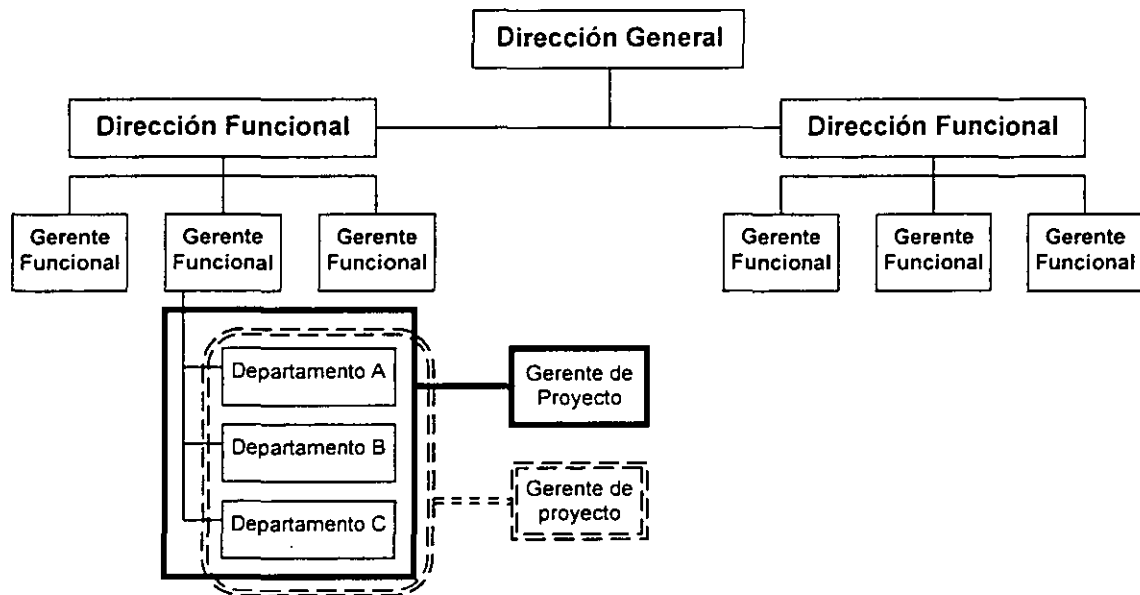 Dirección General
Dirección Funcional
Dirección Funcional
Gerente
Funcional
Gerente
Funcional
Gerente
Funcional
Gerente
Funcional
Gerente
Funcional
Gerente
Funcional
Departamento A
Departamento B
Departamento C
Gerente de
Proyecto
Gerente de
proyecto